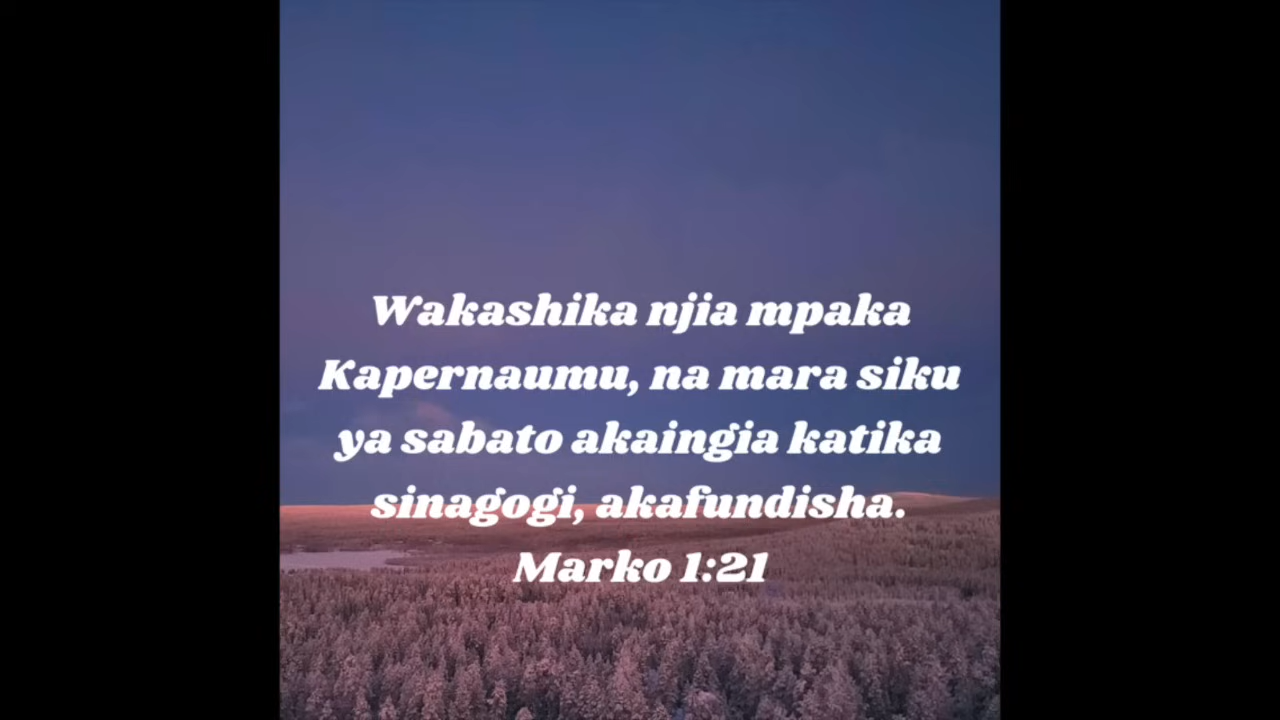 Wakashika njia mpaka
Kapernaumu, na mara siku
ya sabato akaingia katika
sinagogi, akafundisha.
Marko 1:21